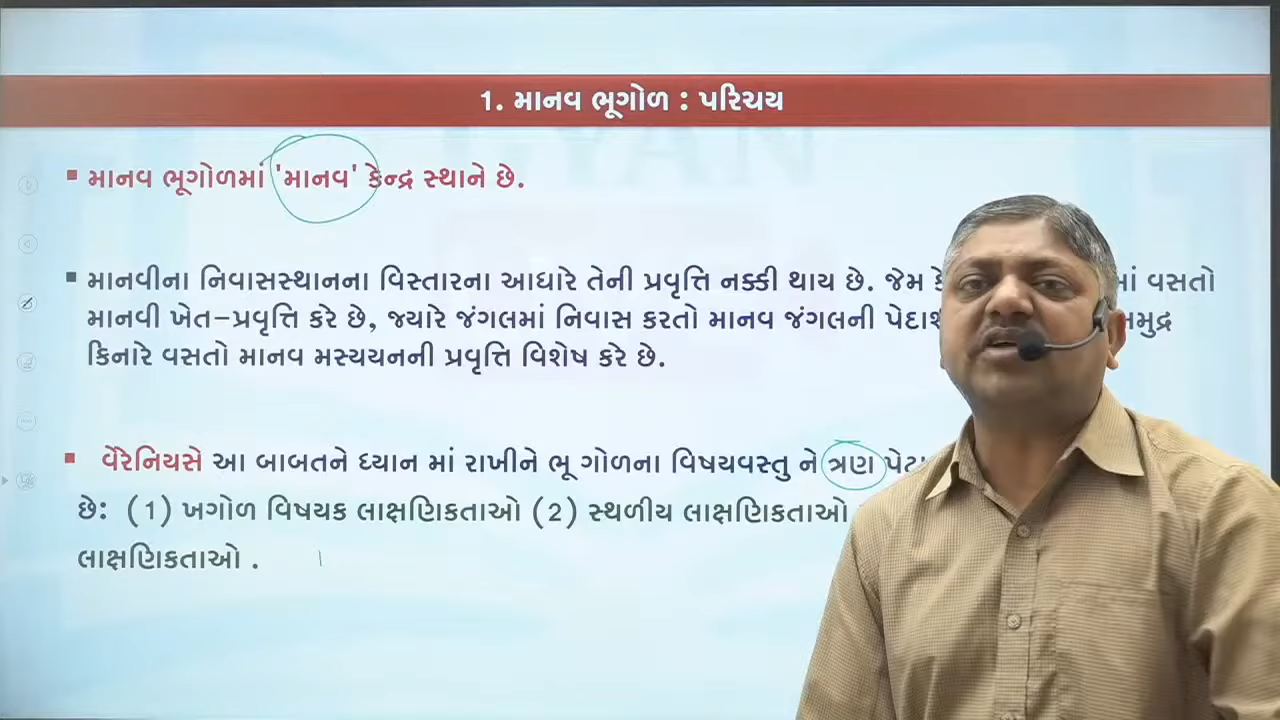 1. માનવ ભૂગોળ : પરિચય
▪ માનવ ભૂગોળમાં 'માનવ' કેન્દ્ર સ્થાને છે.
▪ માનવીના નિવાસસ્થાનના વિસ્તારના આધારે તેની પ્રવૃત્તિ નક્કી થાય છે. જેમ વસતો
માનવી ખેત-પ્રવૃત્તિ કરે છે, જ્યારે જંગલમાં નિવાસ કરતો માનવ જંગલની
કિનારે વસતો માનવ મસ્ત્યયનની પ્રવૃત્તિ વિશેષ કરે છે.
▪ વેરેનિયસે આ બાબતને ધ્યાન માં રાખીને ભૂ ગોળના વિષયવસ્તુ ને ત્રણ
છે: (1) ખગોળ વિષયક લાક્ષણિકતાઓ (2) સ્થળીય લાક્ષણિકતાઓ
લાક્ષણિકતાઓ .